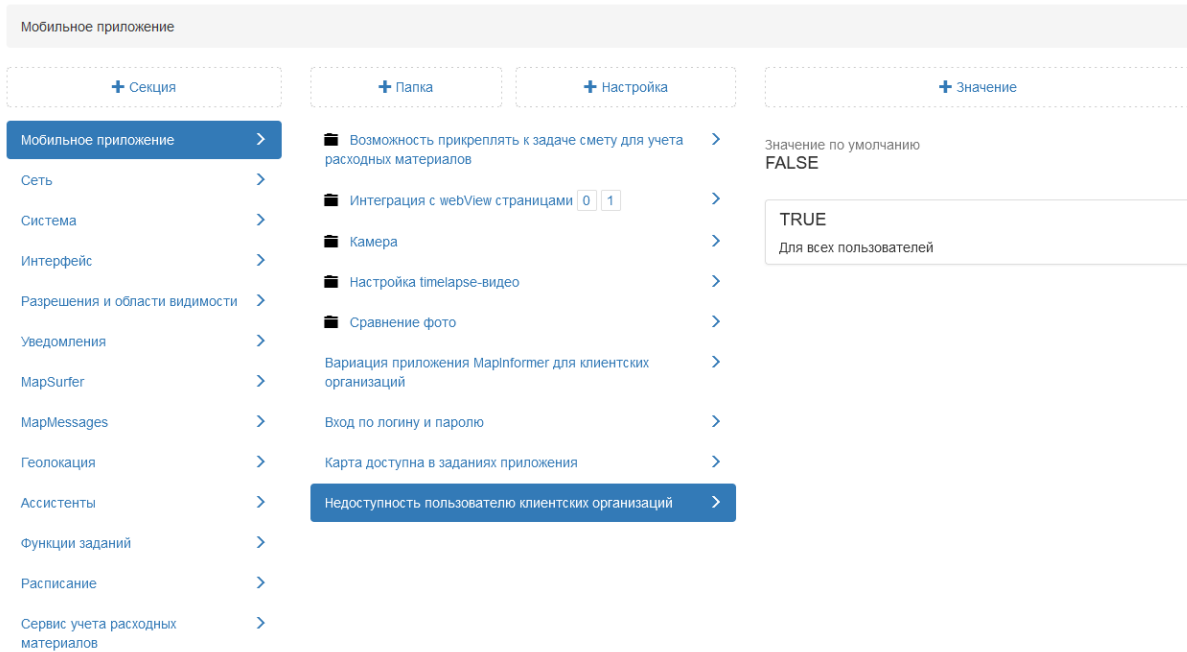 Мобильное приложение
+ Секция
+ Папка
+ Настройка
+ Значение
Мобильное приложение
Сеть
Система
Интерфейс
Разрешения и области видимости
Уведомления
MapSurfer
MapMessages
Геолокация
Ассистенты
Функции заданий
Расписание
Сервис учета расходных
материалов
Возможность прикреплять к задаче смету для учета
расходных материалов
Интеграция с webView страницами 0 1
Камера
Настройка timelapse-видео
Сравнение фото
Вариация приложения MapInformer для клиентских
организаций
Вход по логину и паролю
Карта доступна в заданиях приложения
Недоступность пользователю клиентских организаций
Значение по умолчанию
FALSE
TRUE
Для всех пользователей